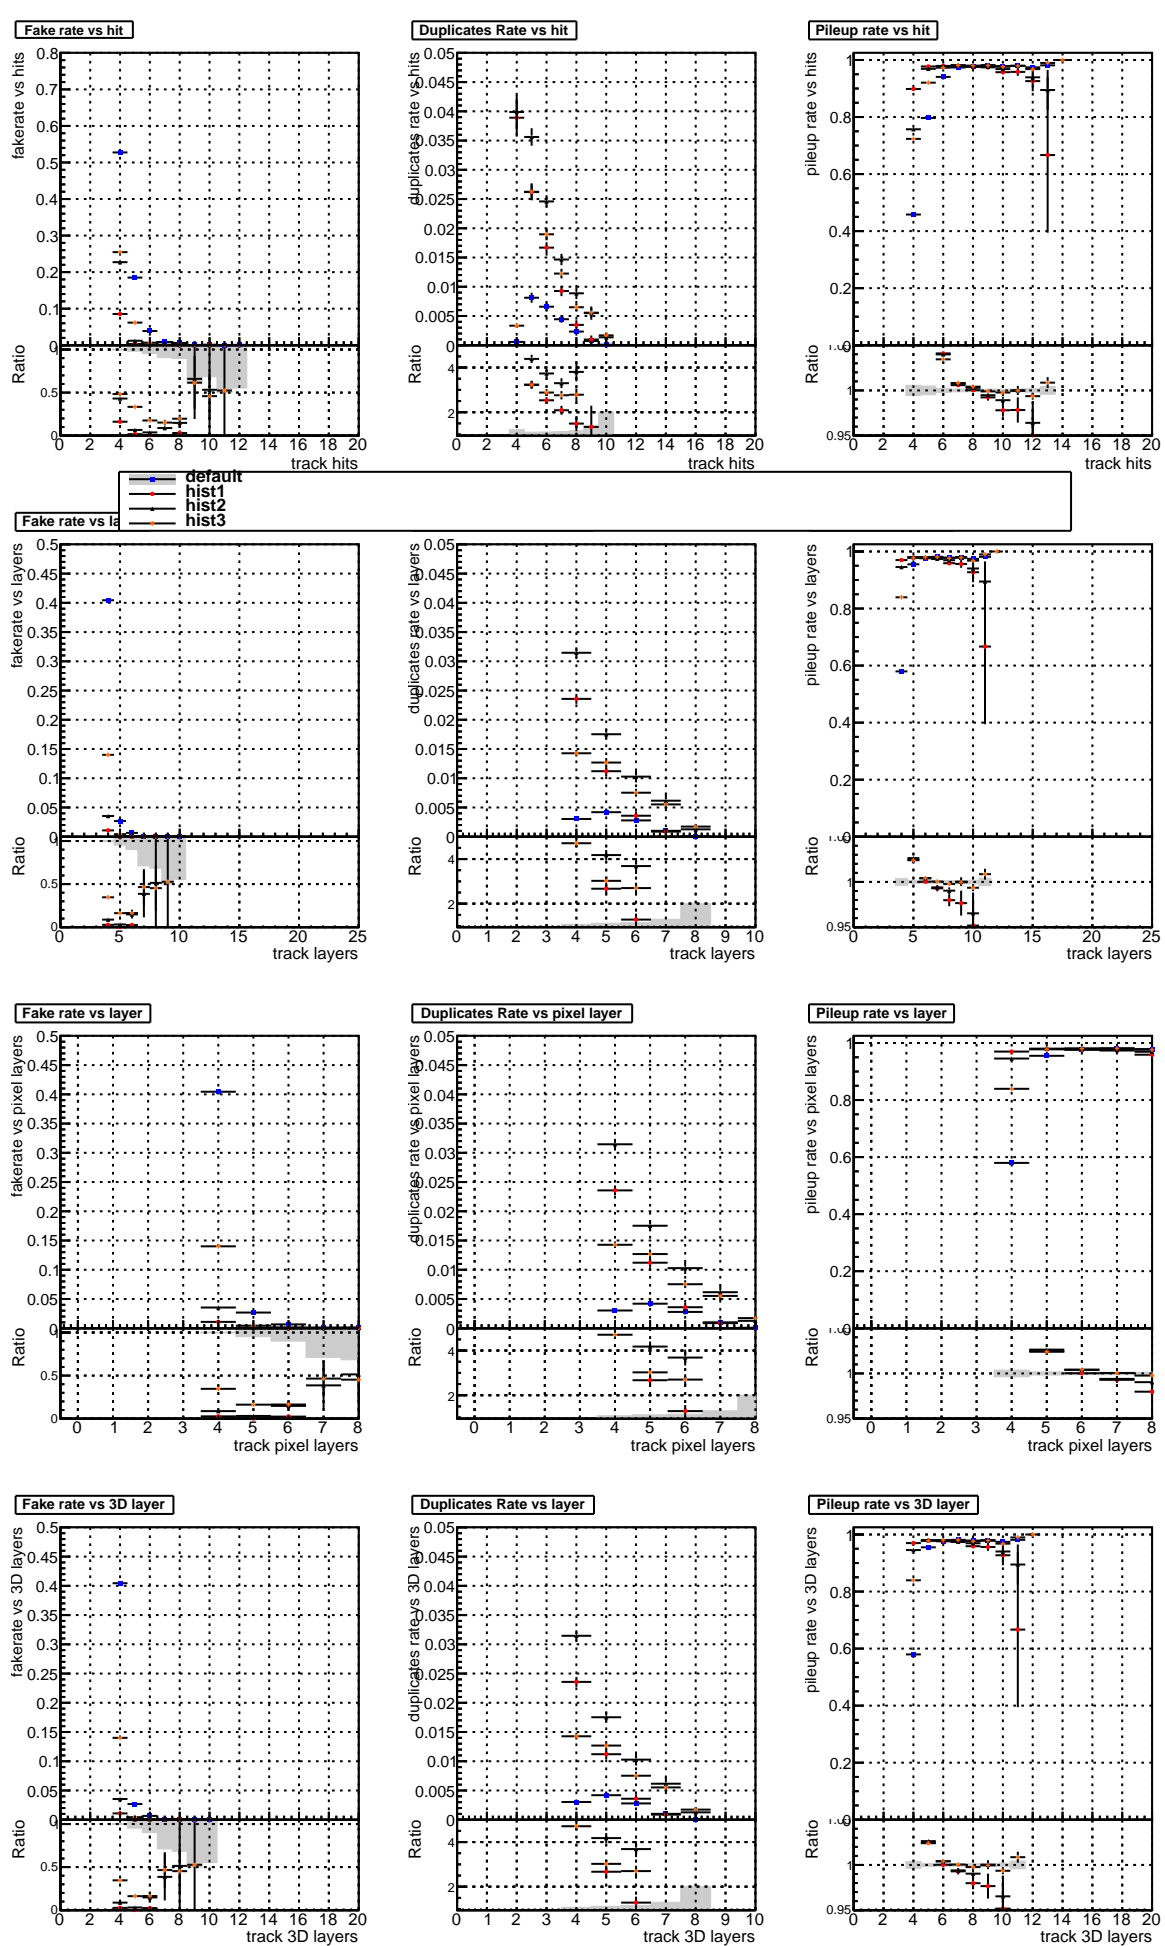 Fake rate vs hit
Duplicates Rate vs hit
Pileup rate vs hit
fakerate vs hits
0.8
0.7
0.6
0.5
0.4
0.3
0.2
0.1
0
Ratio
0.5
0
0 2 4 6 8 10 12 14 16 18 20
track hits
duplicates rate vs hits
0.05
0.045
0.04
0.035
0.03
0.025
0.02
0.015
0.01
0.005
0
Ratio
4
2
0 2 4 6 8 10 12 14 16 18 20
track hits
pileup rate vs hits
1
0.8
0.6
0.4
0.2
Ratio
1
0.95
0 2 4 6 8 10 12 14 16 18 20
track hits
default
hist1
hist2
hist3
Fake rate vs la
fakerate vs layers
0.5
0.45
0.4
0.35
0.3
0.25
0.2
0.15
0.1
0.05
0
Ratio
0.5
0
0 5 10 15 20 25
track layers
duplicates rate vs layers
0.05
0.045
0.04
0.035
0.03
0.025
0.02
0.015
0.01
0.005
0
Ratio
4
2
0 1 2 3 4 5 6 7 8 9 10
track layers
pileup rate vs layers
1
0.8
0.6
0.4
0.2
Ratio
1
0.95
0 5 10 15 20 25
track layers
Fake rate vs layer
Duplicates Rate vs pixel layer
Pileup rate vs layer
fakerate vs pixel layers
0.5
0.45
0.4
0.35
0.3
0.25
0.2
0.15
0.1
0.05
0
Ratio
0.5
0
0 1 2 3 4 5 6 7 8
track pixel layers
duplicates rate vs pixel layers
0.05
0.045
0.04
0.035
0.03
0.025
0.02
0.015
0.01
0.005
0
Ratio
4
2
0 1 2 3 4 5 6 7 8
track pixel layers
pileup rate vs pixel layers
1
0.8
0.6
0.4
0.2
Ratio
1
0.95
0 1 2 3 4 5 6 7 8
track pixel layers
Fake rate vs 3D layer
Duplicates Rate vs layer
Pileup rate vs 3D layer
fakerate vs 3D layers
0.5
0.45
0.4
0.35
0.3
0.25
0.2
0.15
0.1
0.05
0
Ratio
0.5
0
0 2 4 6 8 10 12 14 16 18 20
track 3D layers
duplicates rate vs 3D layers
0.05
0.045
0.04
0.035
0.03
0.025
0.02
0.015
0.01
0.005
0
Ratio
4
2
0 1 2 3 4 5 6 7 8 9 10
track 3D layers
pileup rate vs 3D layers
1
0.8
0.6
0.4
0.2
Ratio
1
0.95
0 2 4 6 8 10 12 14 16 18 20
track 3D layers